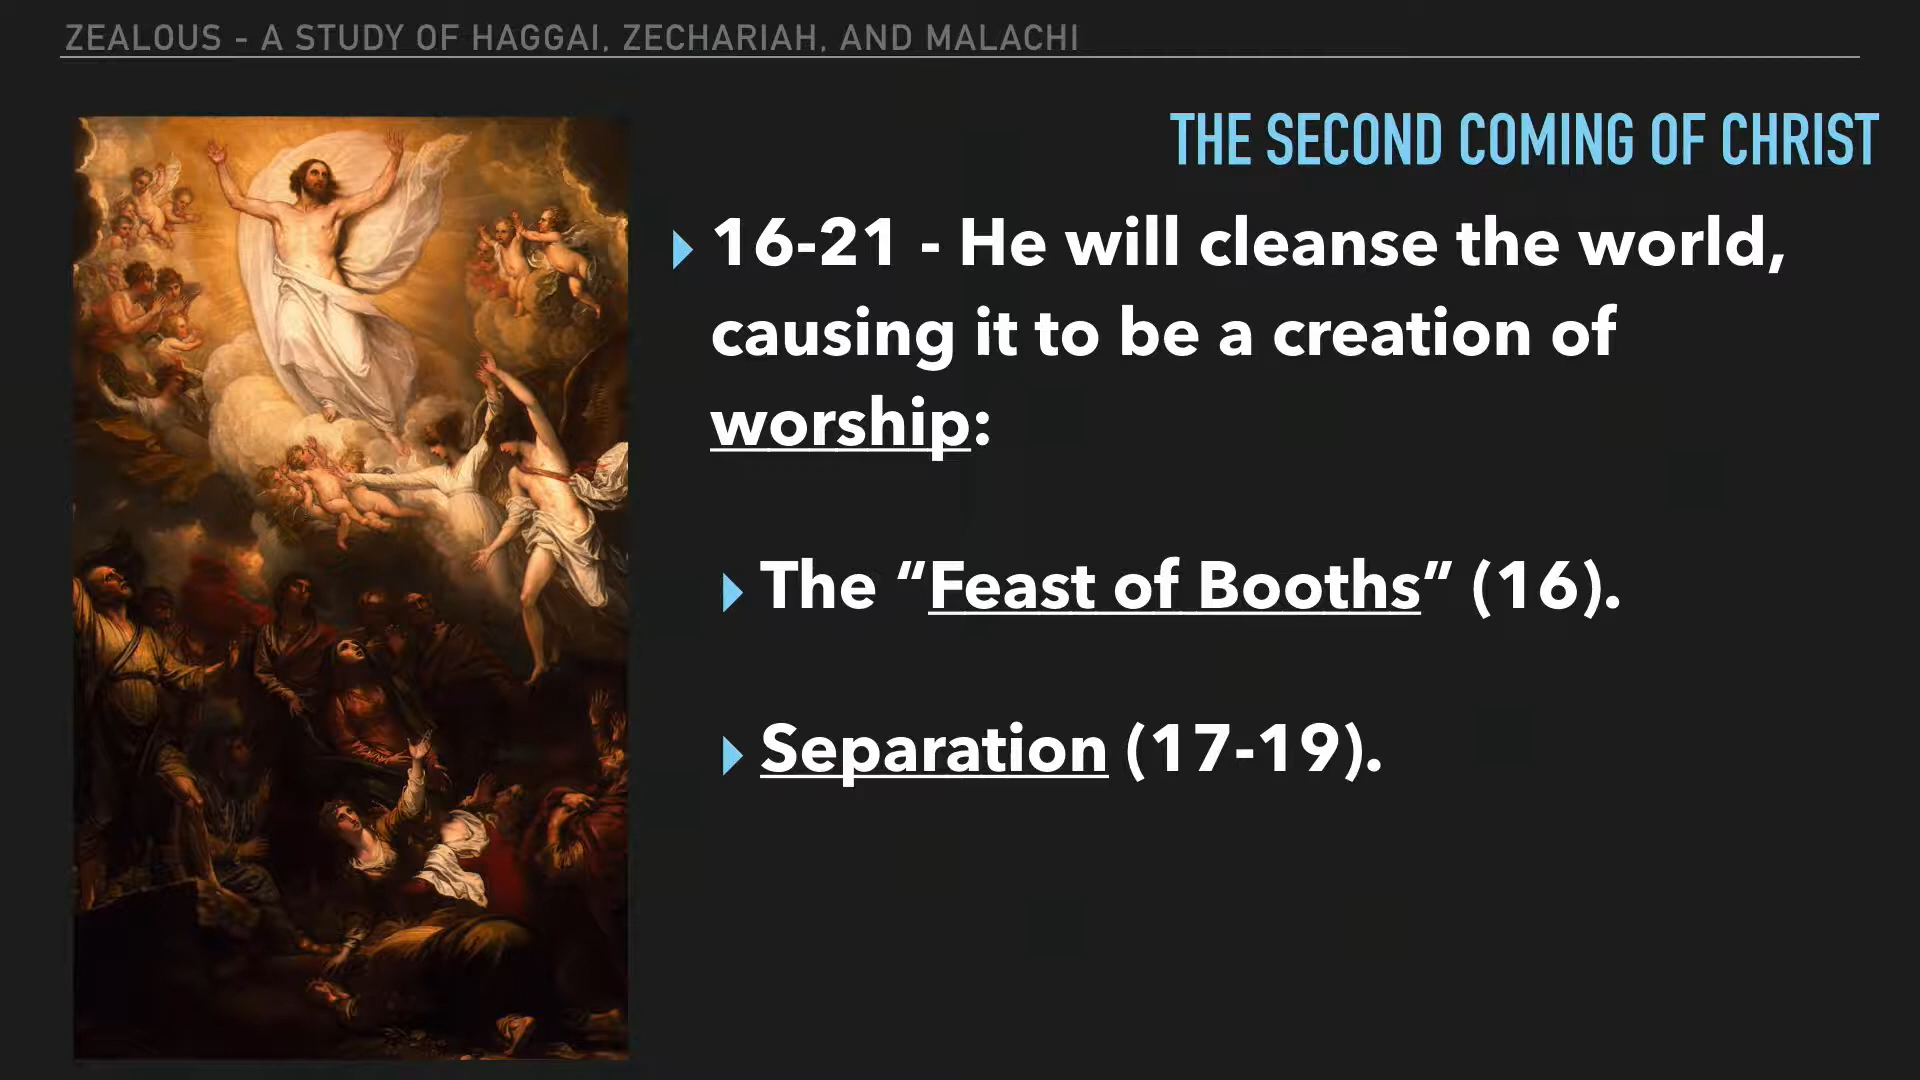 ZEALOUS - A STUDY OF HAGGAI, ZECHARIAH, AND MALACHI
THE SECOND COMING OF CHRIST
16-21 - He will cleanse the world,
causing it to be a creation of
worship:
The “Feast of Booths” (16).
Separation (17-19).